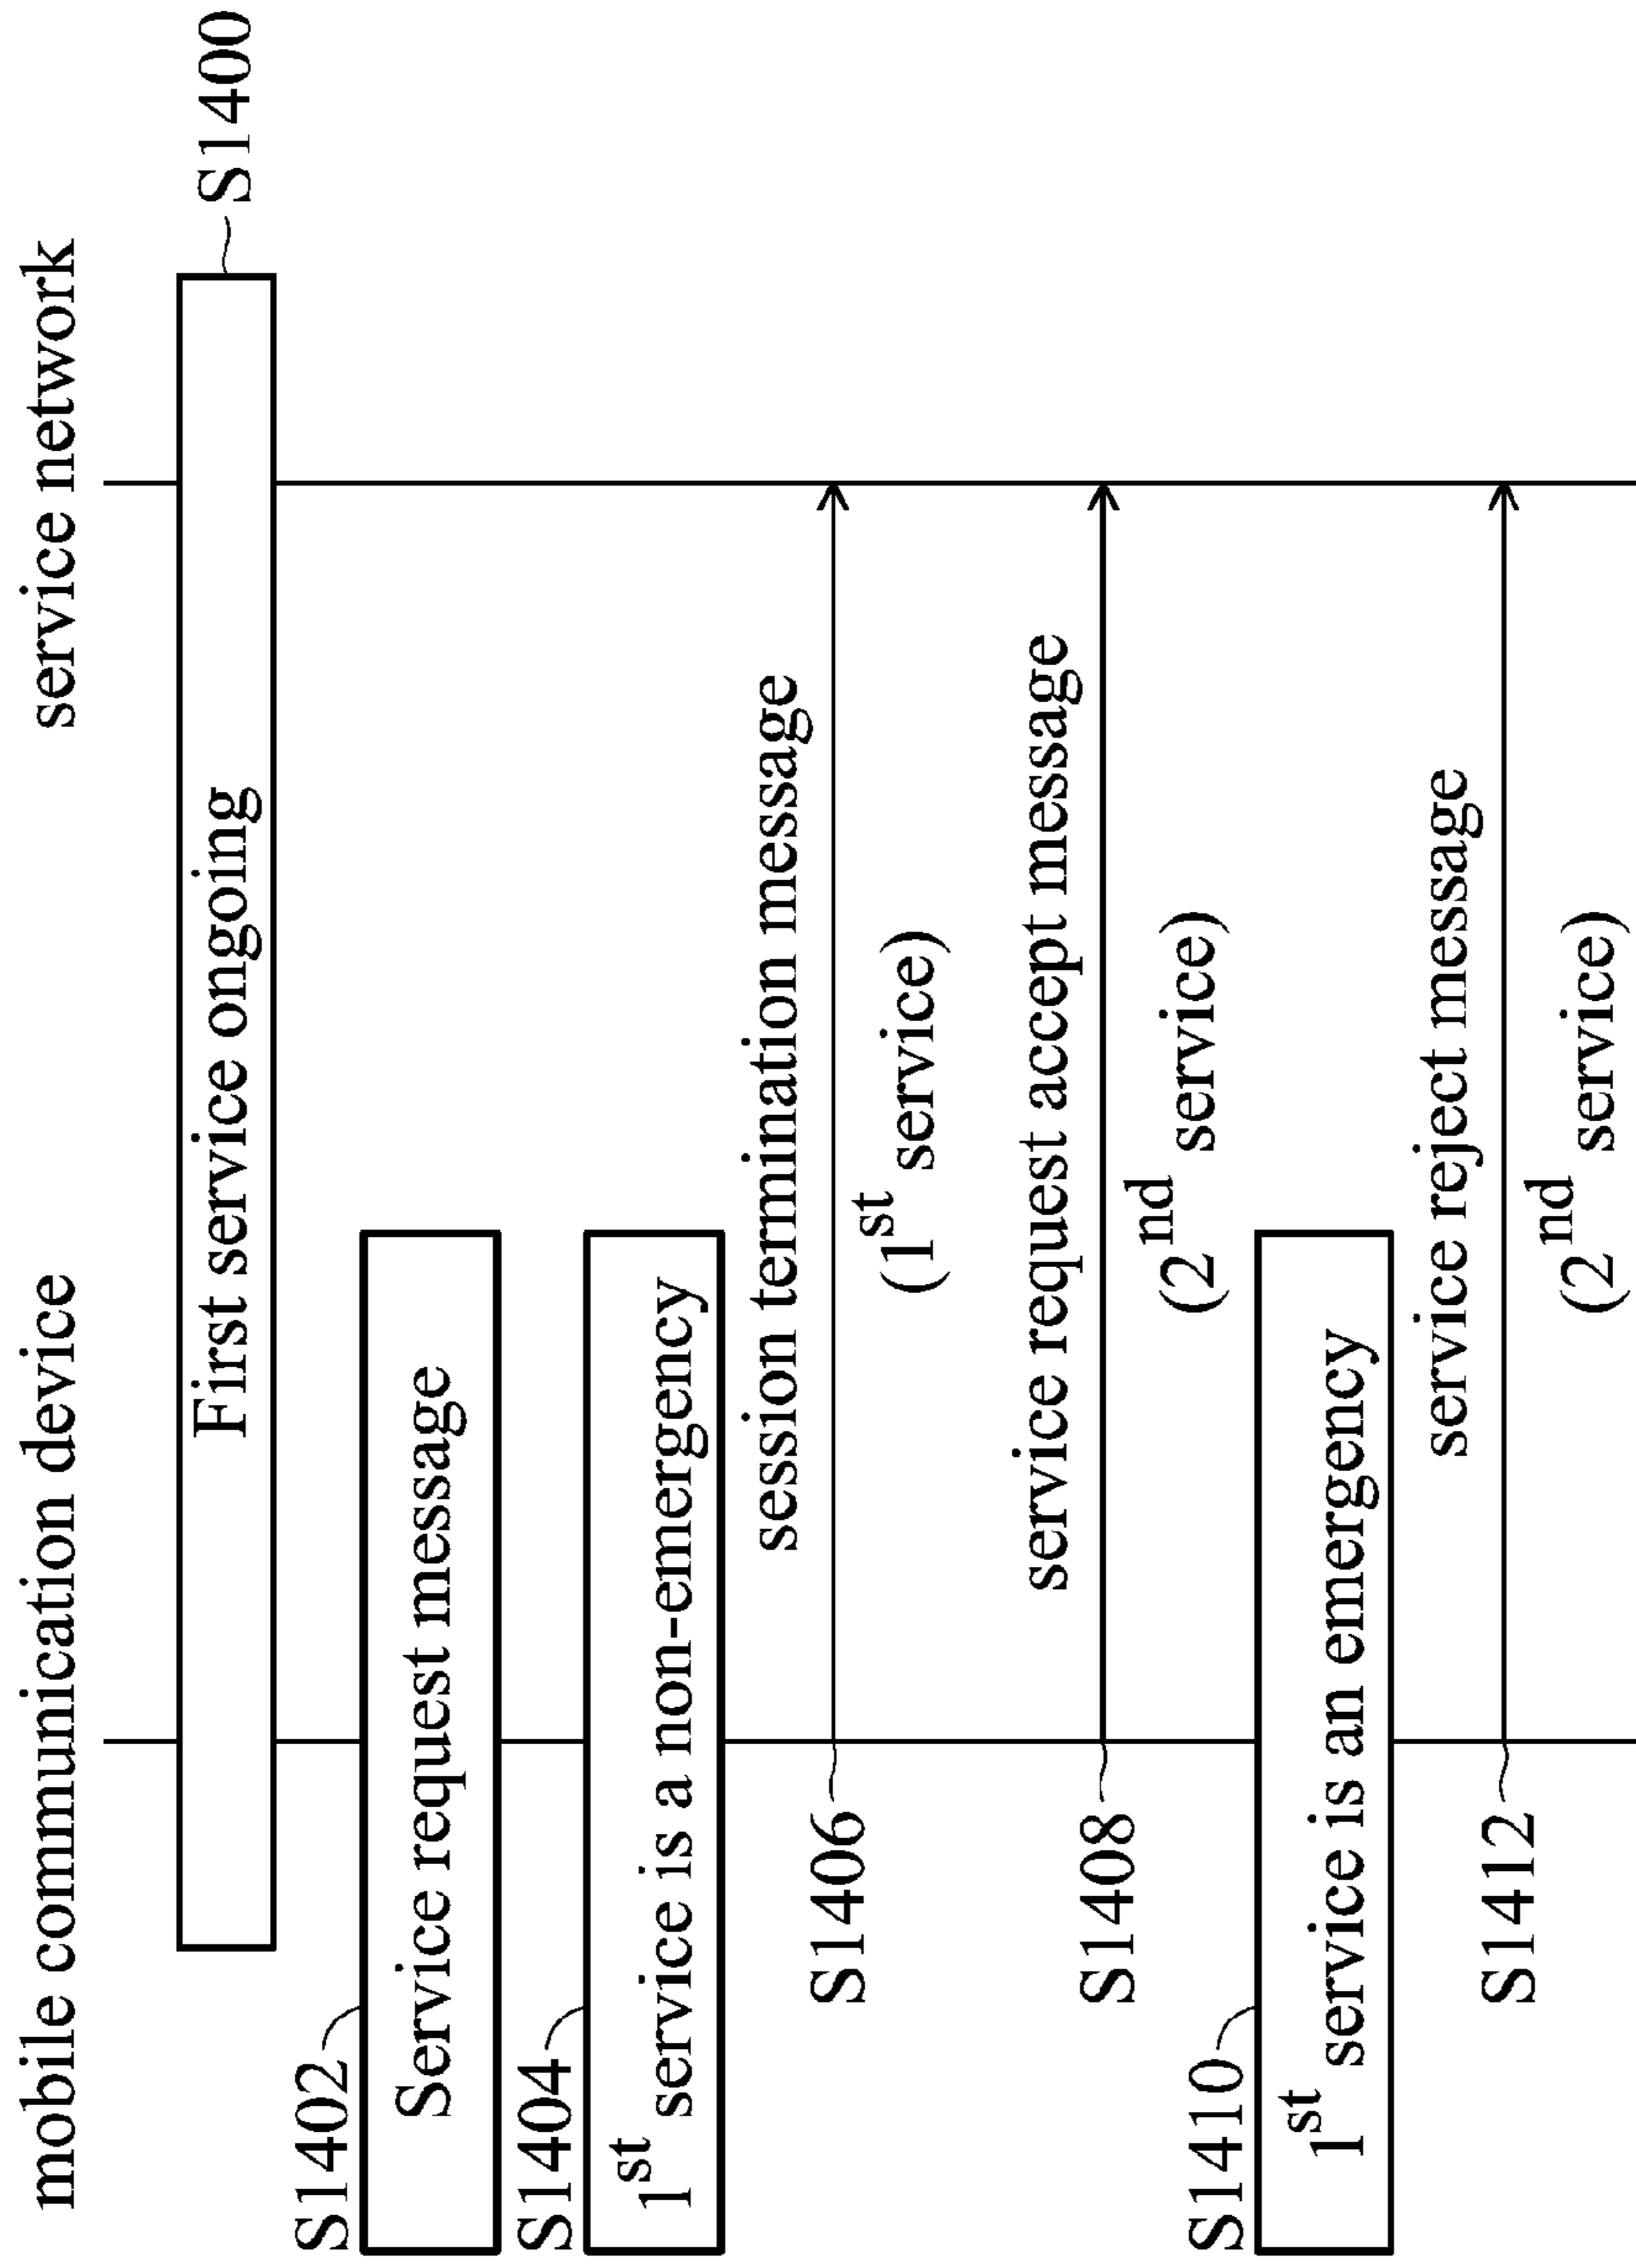 mobile communication device
service network
First service ongoing
S1400
S1402
Service request message
S1404
1st service is a non-emergency
session termination message
S1406
(1st service)
service request accept message
S1408
(2nd service)
S1410
1st service is an emergency
service reject message
S1412
(2nd service)